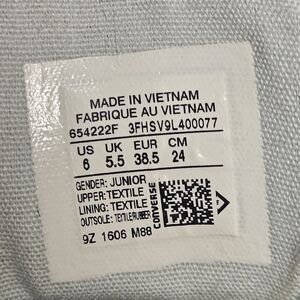 MADE IN VIETNAM
FABRIQUE AU VIETNAM
654222F 3FHSV9L400077
US UK EUR CM
6 5.5 38.5 24
GENDER: JUNIOR
UPPER: TEXTILE
LINING: TEXTILE
OUTSOLE: TEXTILE/RUBBER
CONVERSE
9Z 1606 M88